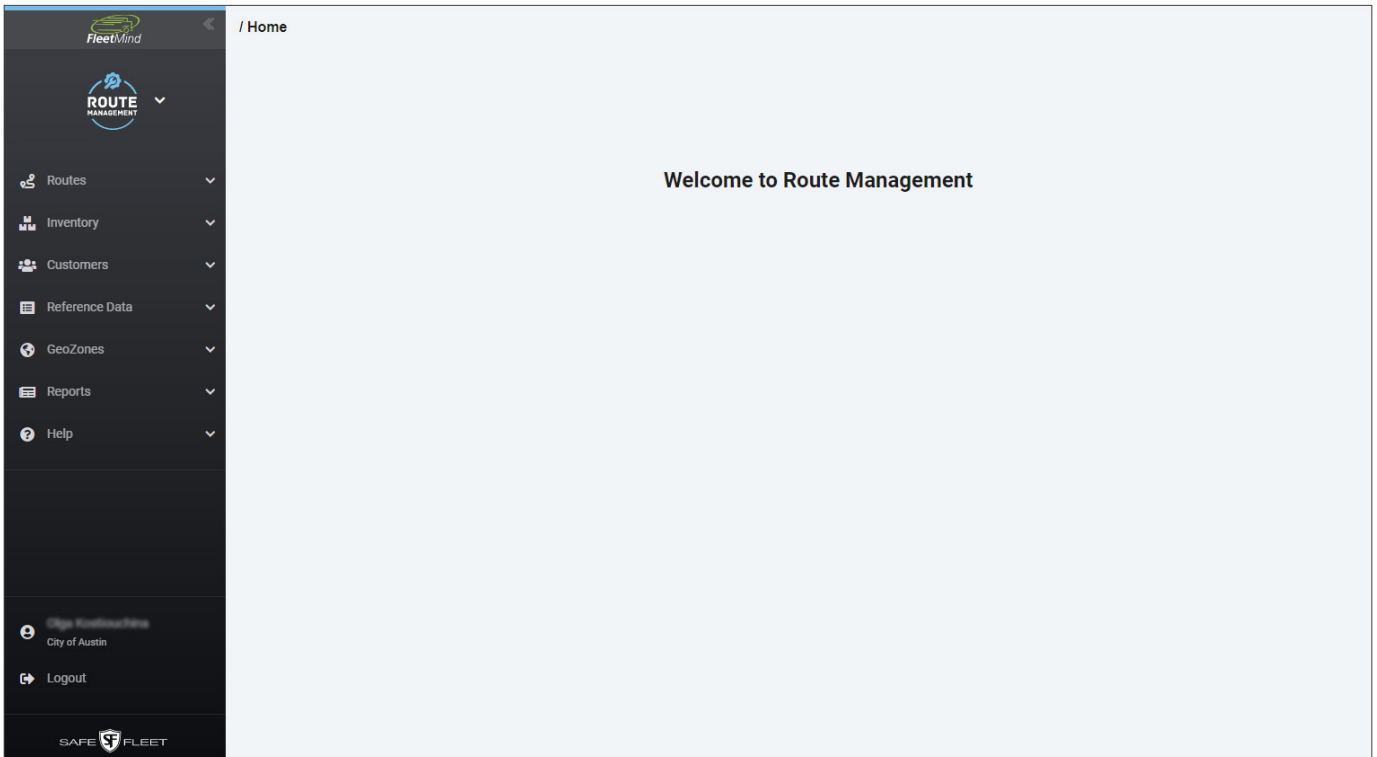 FleetMind
/ Home
ROUTE
MANAGEMENT
Welcome to Route Management
Routes
Inventory
Customers
Reference Data
GeoZones
Reports
Help
City of Austin
Logout
SAFE SF FLEET